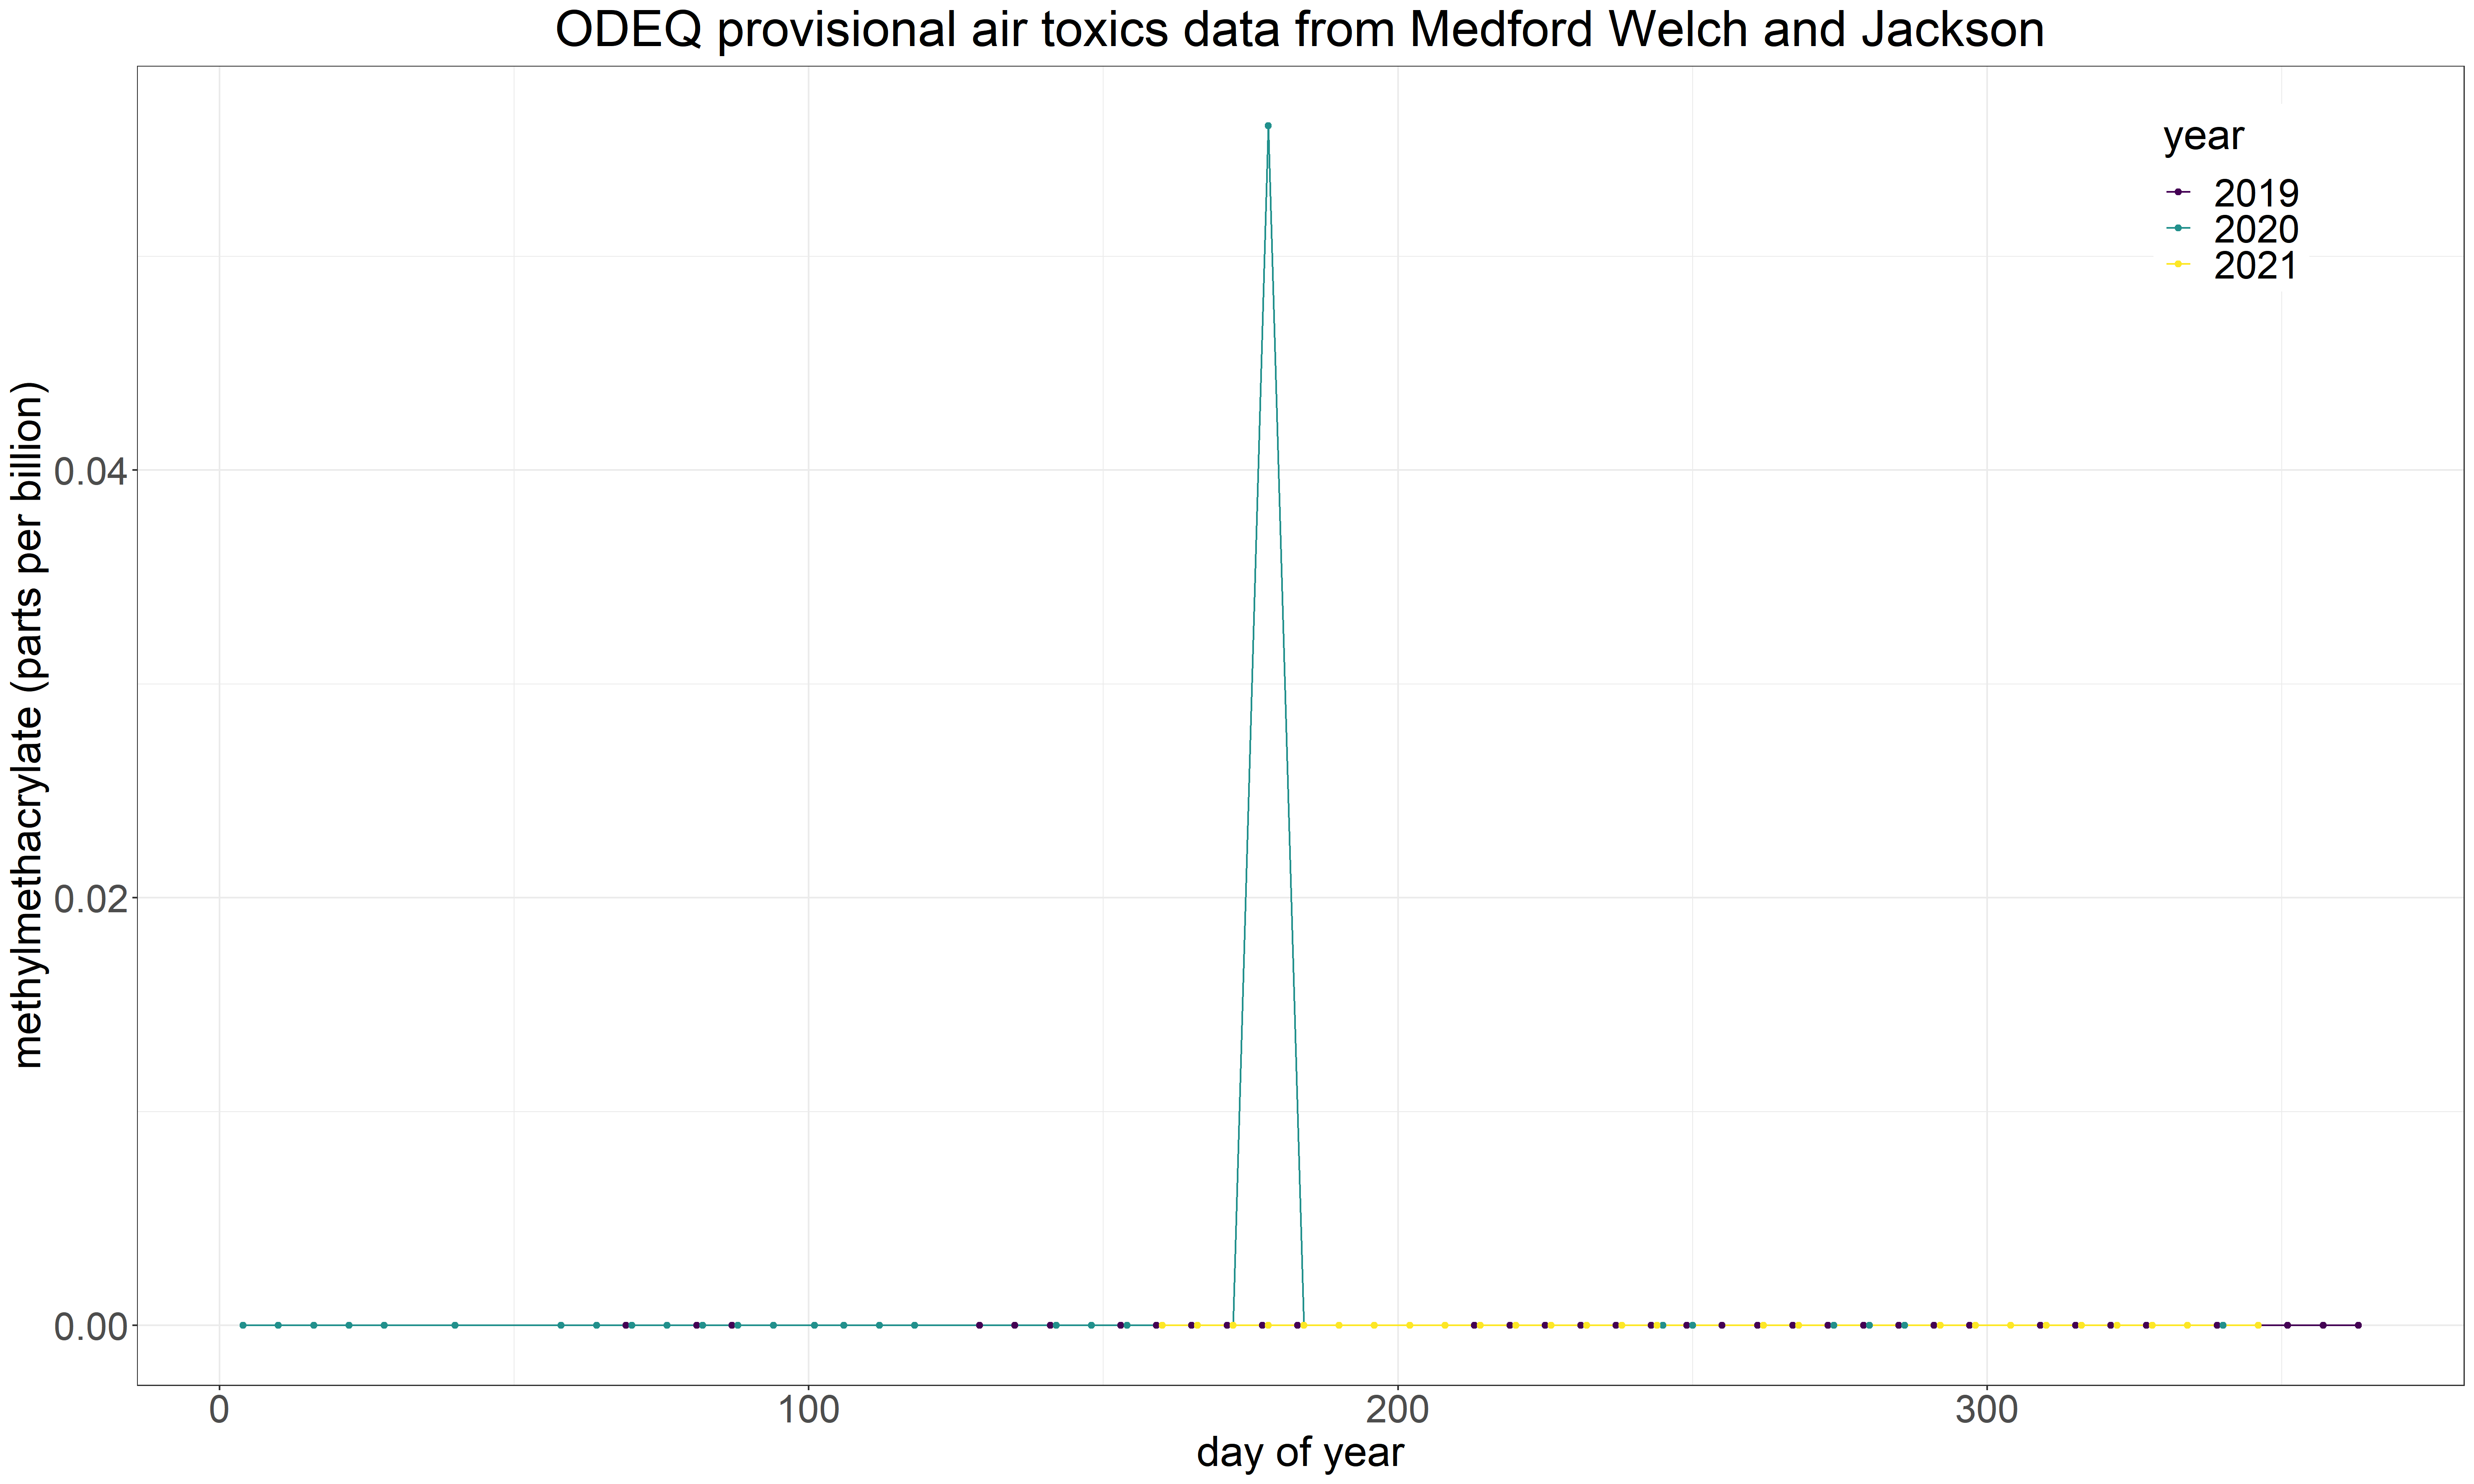 ODEQ provisional air toxics data from Medford Welch and Jackson
year
2019
2020
2021
methylmethacrylate (parts per billion)
0.04
0.02
0.00
0 100 200 300
day of year